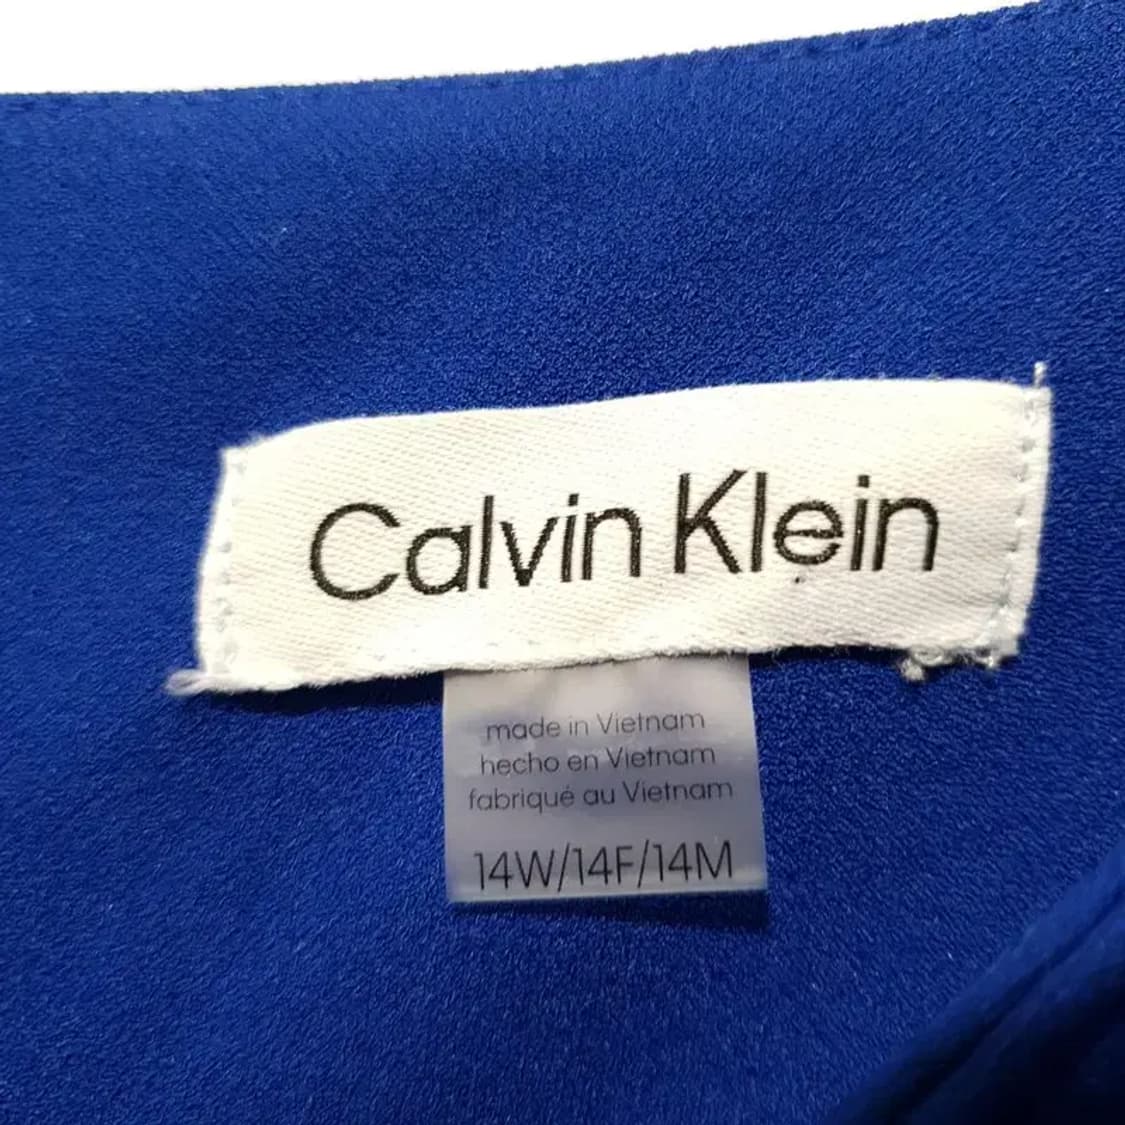 Calvin Klein
made in Vietnam
hecho en Vietnam
fabriqué au Vietnam
14W/14F/14M